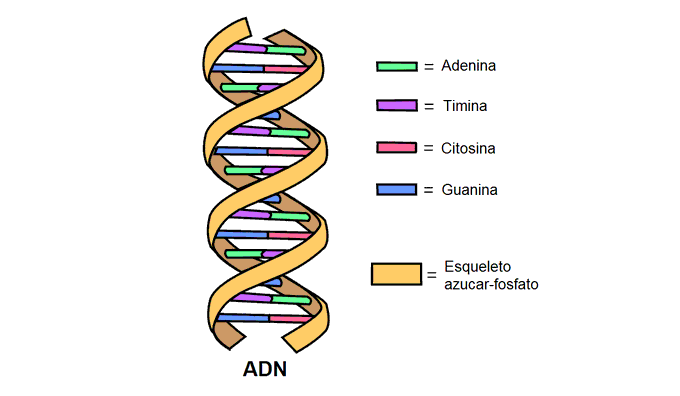 = Adenina
= Timina
= Citosina
= Guanina
= Esqueleto
azucar-fosfato
ADN